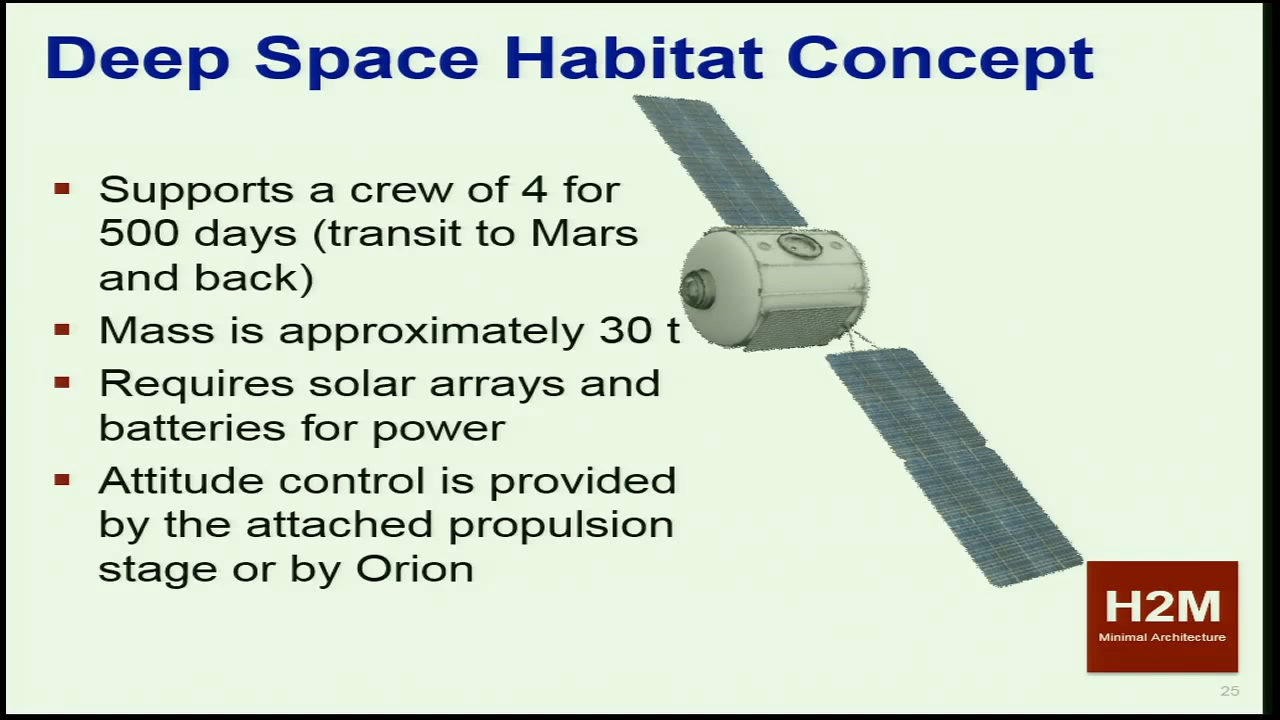 Deep Space Habitat Concept
▪ Supports a crew of 4 for
500 days (transit to Mars
and back)
▪ Mass is approximately 30 t
▪ Requires solar arrays and
batteries for power
▪ Attitude control is provided
by the attached propulsion
stage or by Orion
H2M
Minimal Architecture
25